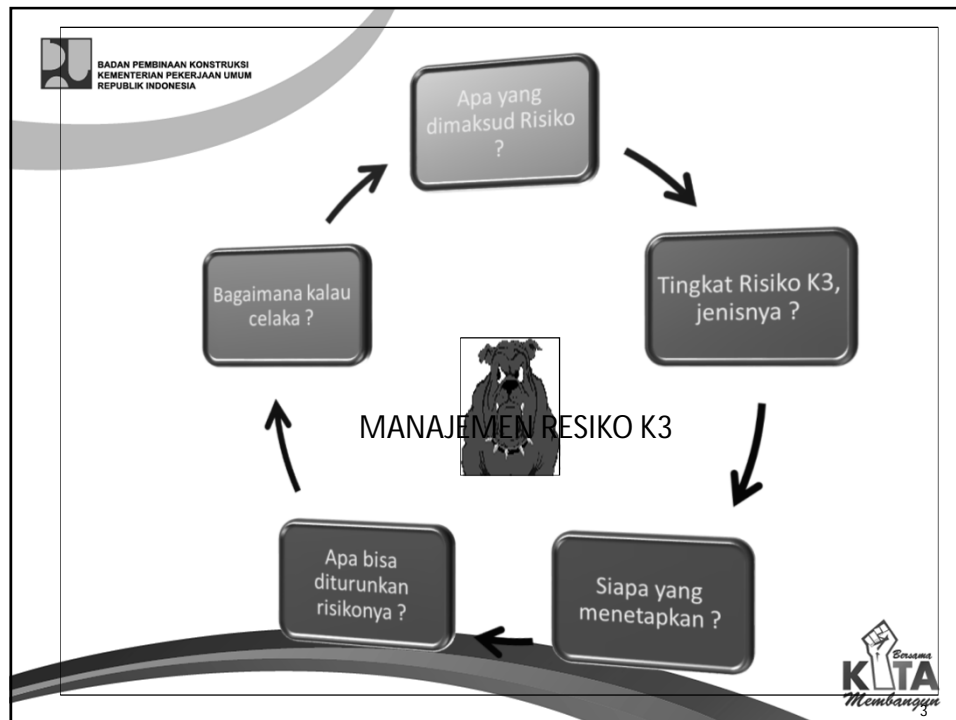 BADAN PEMBINAAN KONSTRUKSI
KEMENTERIAN PEKERJAAN UMUM
REPUBLIK INDONESIA
Apa yang
dimaksud Risiko
?
Tingkat Risiko K3,
jenisnya ?
Siapa yang
menetapkan ?
Apa bisa
diturunkan
risikonya ?
Bagaimana kalau
celaka ?
MANAJEMEN RESIKO K3
Bersama
KITA
Membangun
3